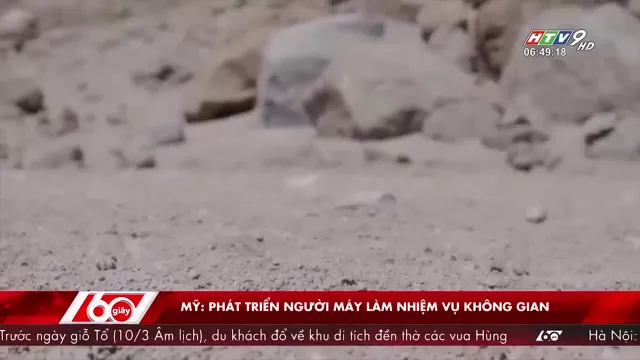 HTV9 HD
06:49:18
60 giây
MỸ: PHÁT TRIỂN NGƯỜI MÁY LÀM NHIỆM VỤ KHÔNG GIAN
Trước ngày giỗ Tổ (10/3 Âm lịch), du khách đổ về khu di tích đền thờ các vua Hùng 60 Hà Nội: